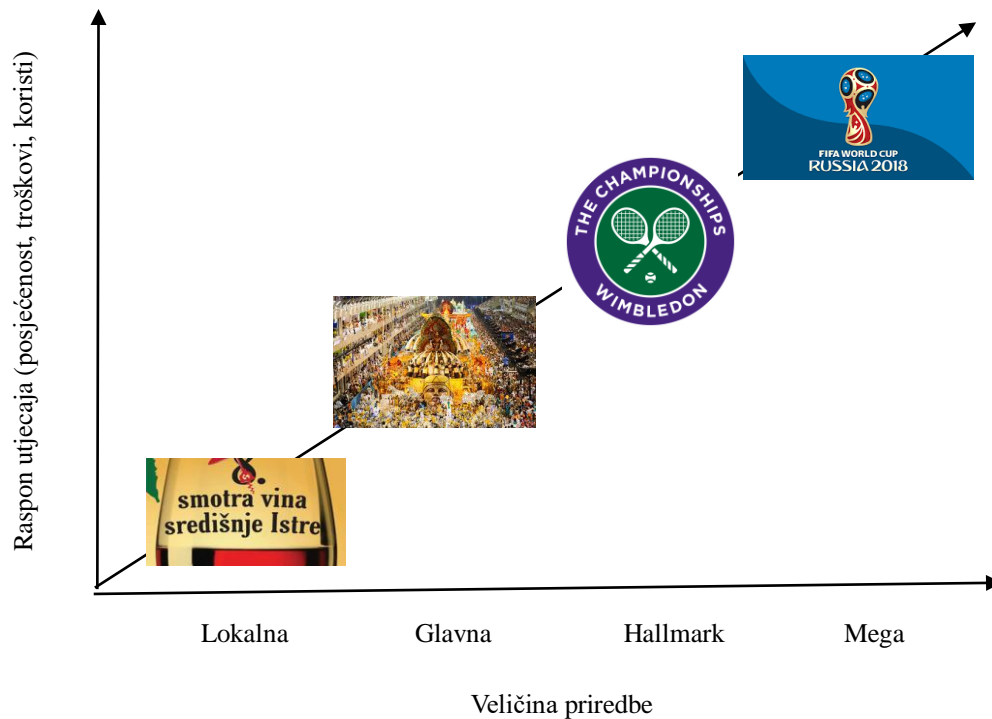 Raspon utjecaja (posjećenost, troškovi, koristi)
FIFA WORLD CUP
RUSSIA 2018
THE CHAMPIONSHIPS
WIMBLEDON
8.
smotra vina
središnje Istre
Lokalna
Glavna
Hallmark
Mega
Veličina priredbe